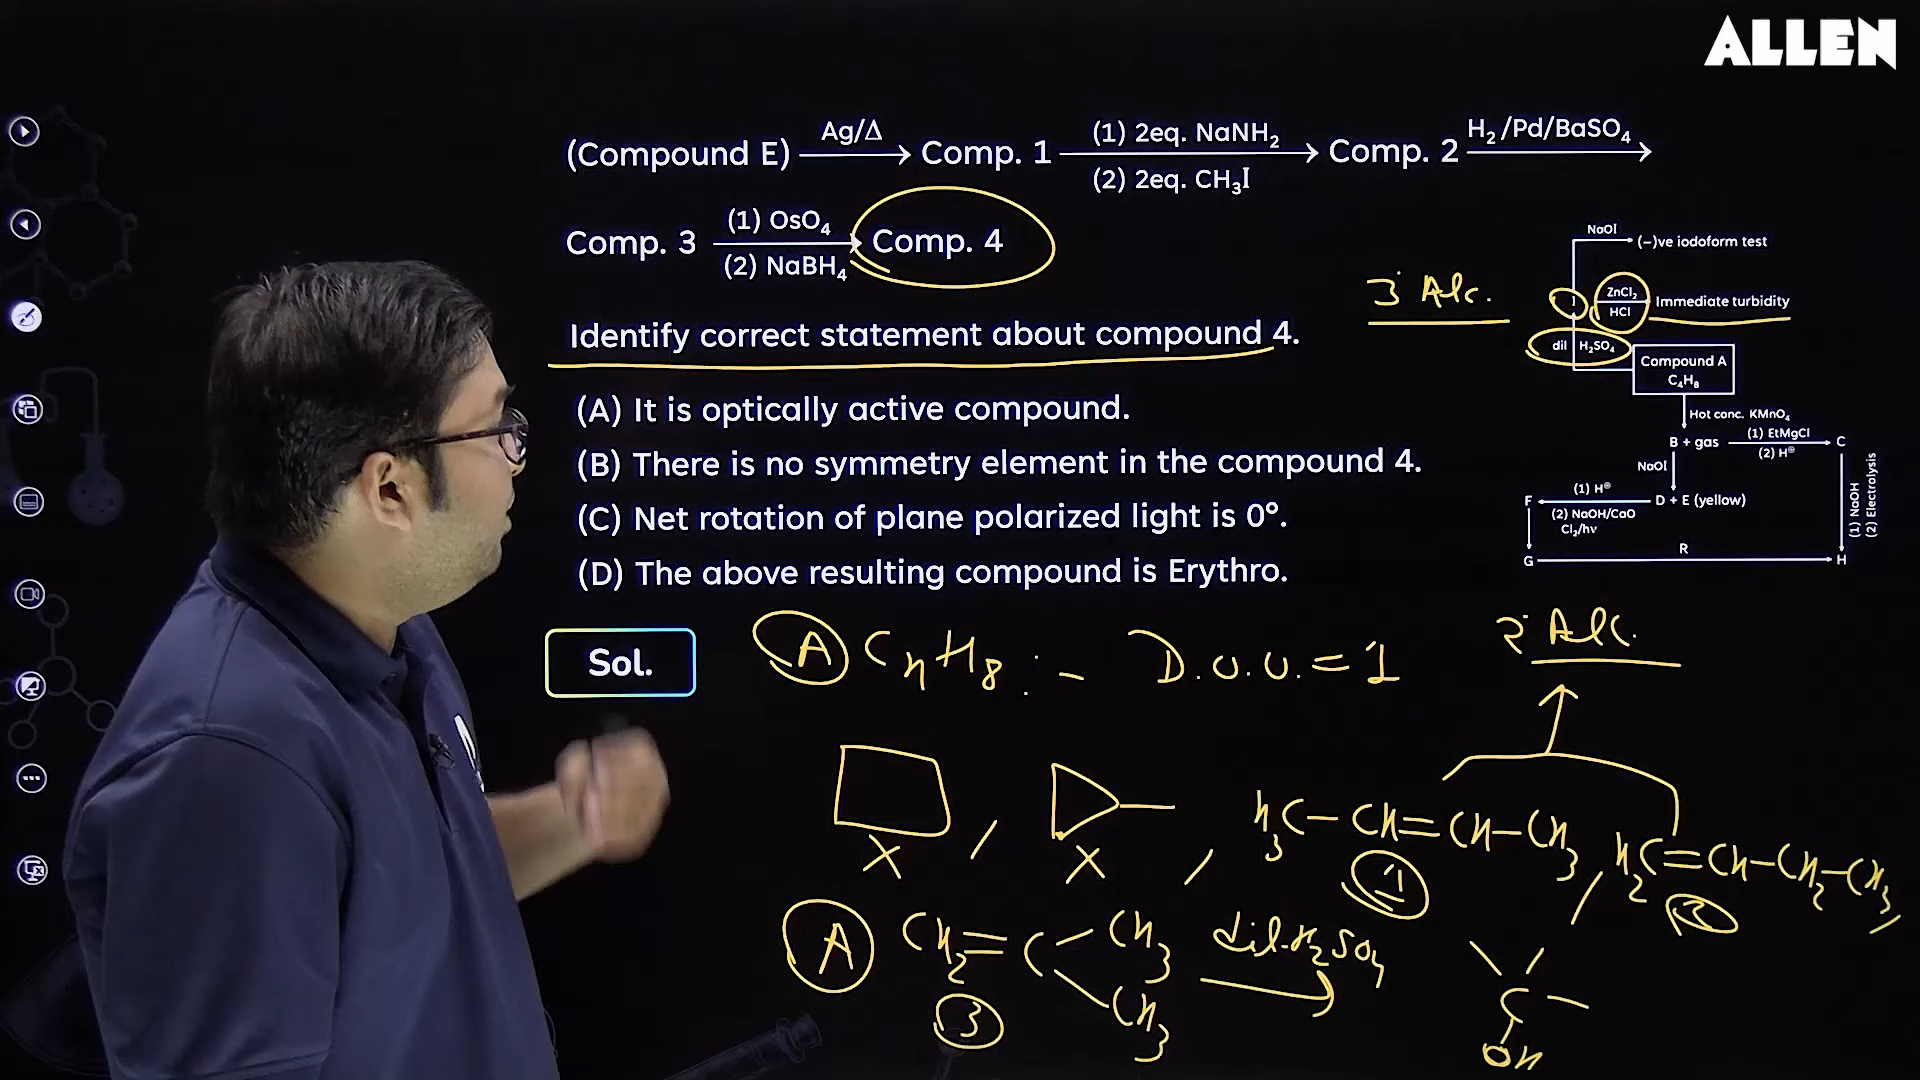 ALLEN
(Compound E) Ag/Δ → Comp. 1 (1) 2eq. NaNH₂ (2) 2eq. CH₃I → Comp. 2 H₂/Pd/BaSO₄ →
Comp. 3 (1) OsO₄ (2) NaBH₄ → Comp. 4
Identify correct statement about compound 4.
(A) It is optically active compound.
(B) There is no symmetry element in the compound 4.
(C) Net rotation of plane polarized light is 0°.
(D) The above resulting compound is Erythro.
3° Alc.
NaOI → (-)ve iodoform test
I ZnCl₂ HCl Immediate turbidity
dil H₂SO₄
Compound A
C₄H₈
Hot conc. KMnO₄
B + gas (1) EtMgCl (2) H⊕ → C
NaOI
F ← (1) H⊕ (2) NaOH/CaO D + E (yellow)
Cl₂/hν
(1) NaOH
(2) Electrolysis
G R → H
Sol.
A C₄H₈ :- D.O.U. = 1
2° Alc.
X , X , H₃C-CH=CH-CH₃ / H₂C=CH-CH₂-CH₃
1 2
A CH₂=C CH₃ CH₃ dil. H₂SO₄ → C OH
3